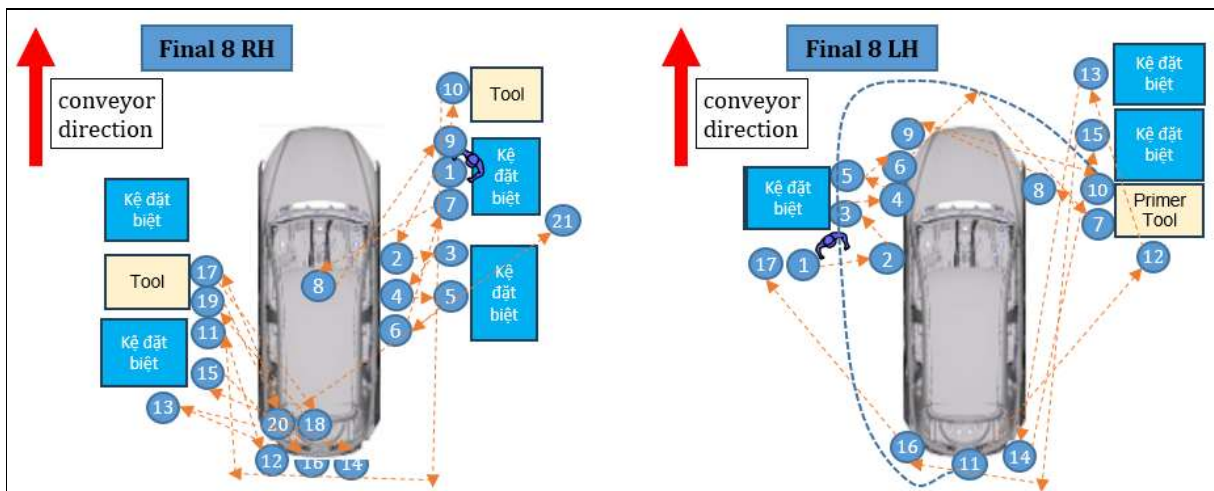 Final 8 RH
conveyor
direction
10
Tool
9
1
Kệ
đặt
biệt
7
Kệ đặt
biệt
21
2
3
17
Tool
8
4
5
Kệ đặt
biệt
19
11
6
Kệ đặt
biệt
15
13
20
18
12
16
14
Final 8 LH
conveyor
direction
13
Kệ đặt
biệt
9
15
Kệ đặt
biệt
6
5
Kệ đặt
biệt
8
10
4
3
Primer
Tool
7
17
1
2
12
16
11
14